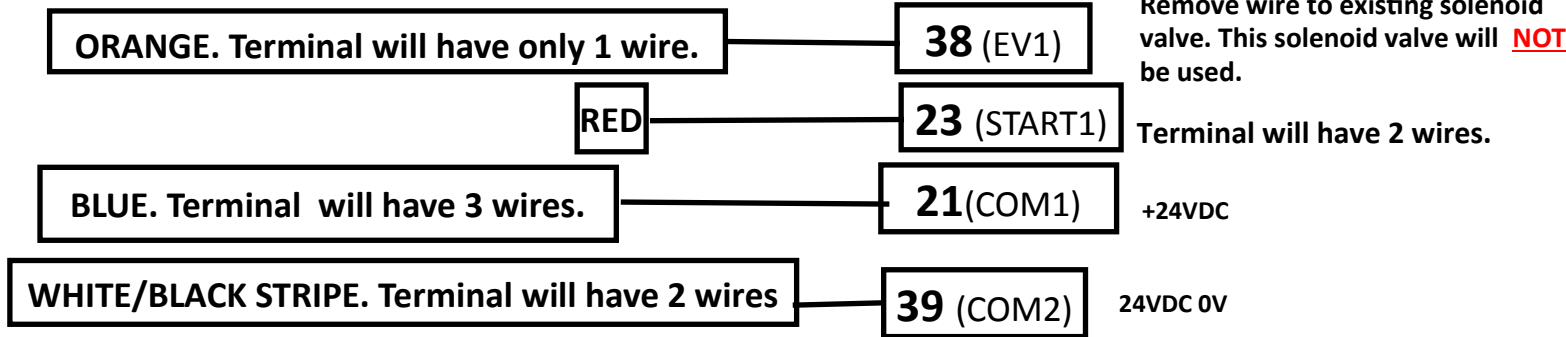 Remove wire to existing solenoid
ORANGE. Terminal will have only 1 wire.
38 (EV1)
valve. This solenoid valve will NOT
be used.
RED
23 (START1)
Terminal will have 2 wires.
BLUE. Terminal will have 3 wires.
21(COM1)
+24VDC
WHITE/BLACK STRIPE. Terminal will have 2 wires
39 (COM2)
24VDC 0V